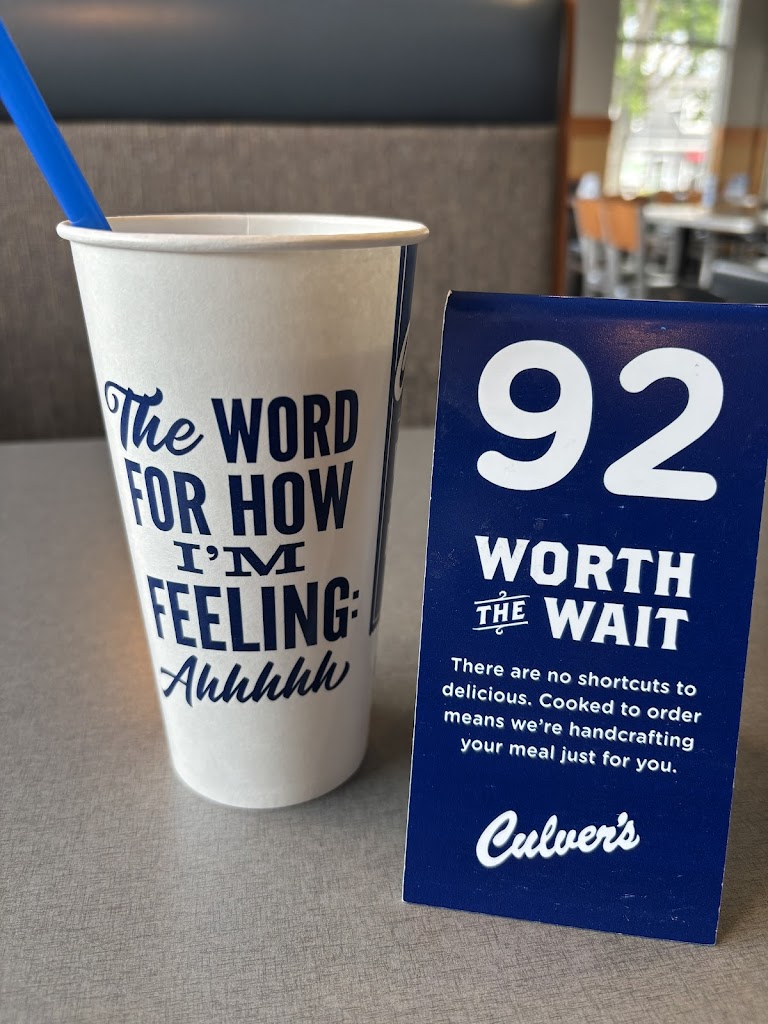 The WORD
FOR HOW
I'M
FEELING:
Ahhhhh
92
WORTH
THE WAIT
There are no shortcuts to
delicious. Cooked to order
means we're handcrafting
your meal just for you.
Culver's